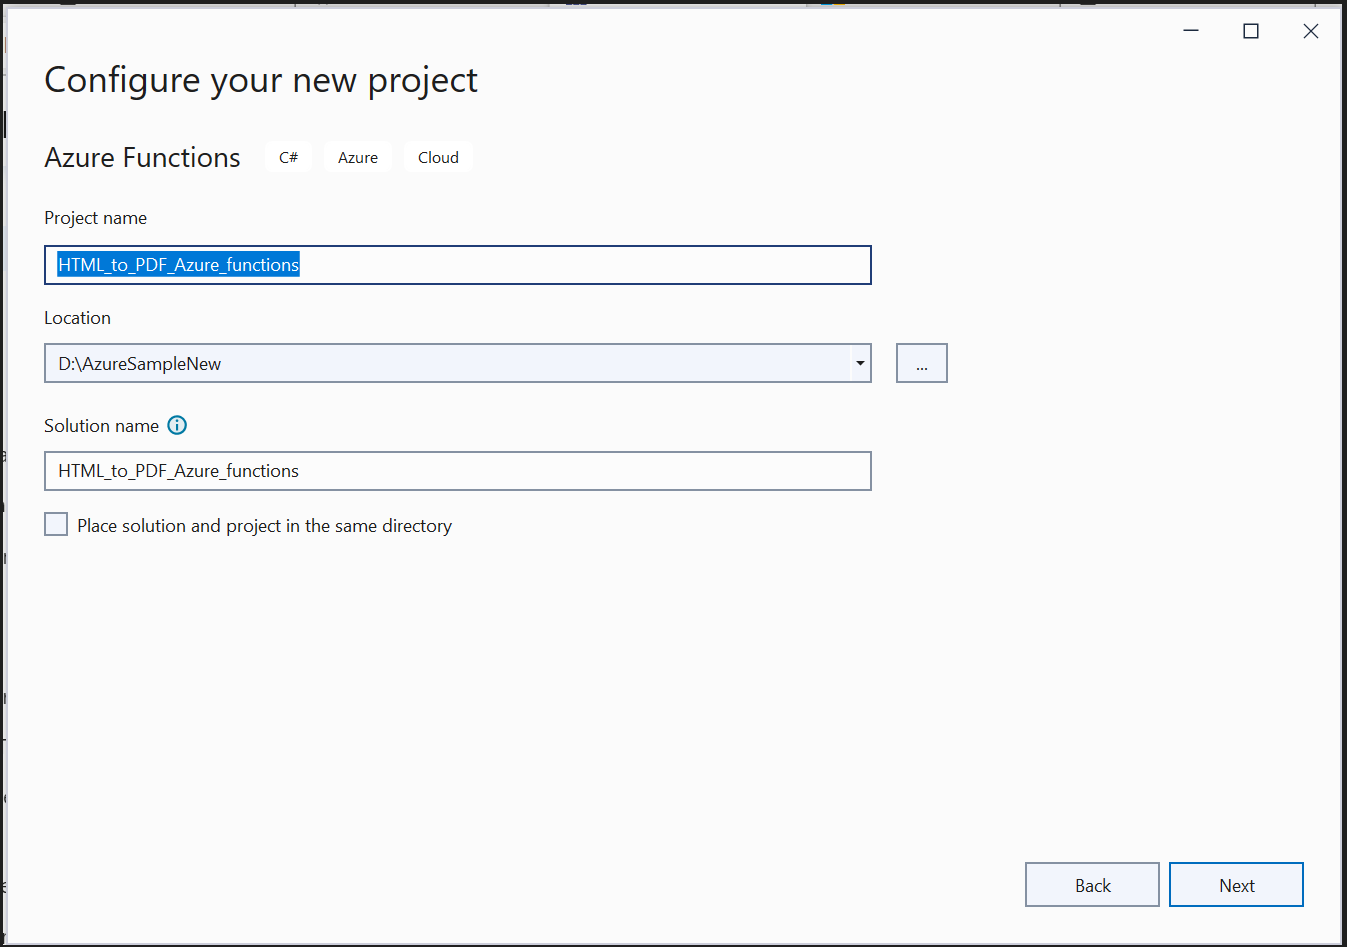 Configure your new project
Azure Functions C# Azure Cloud
Project name
HTML_to_PDF_Azure_functions
Location
D:\AzureSampleNew ...
Solution name
HTML_to_PDF_Azure_functions
Place solution and project in the same directory
Back Next